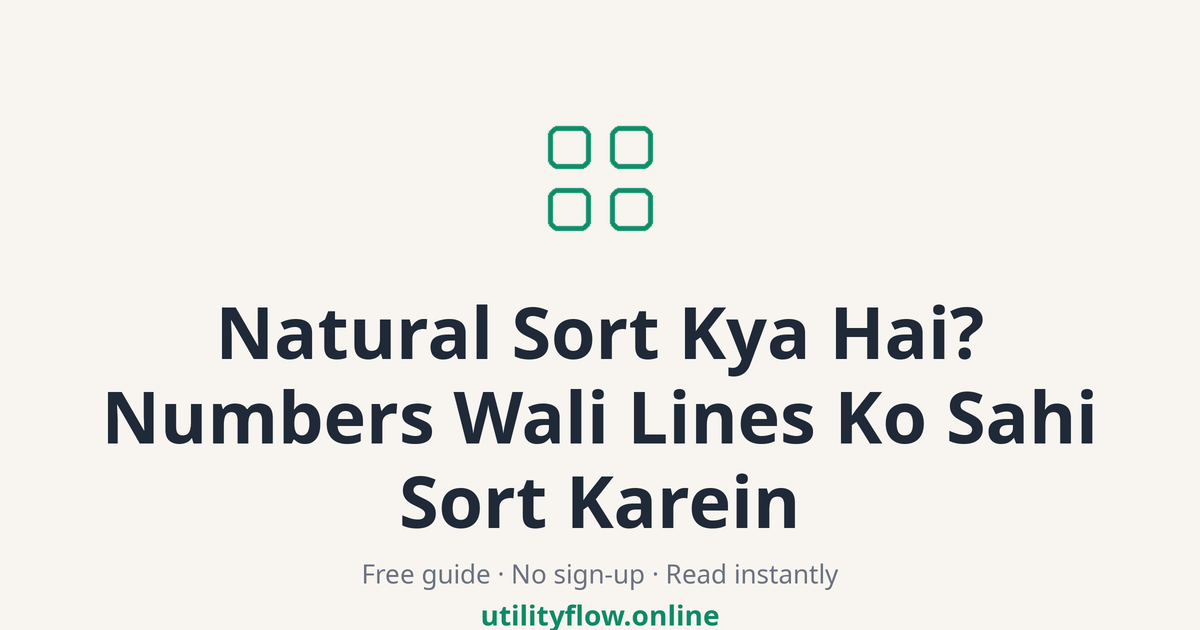 Natural Sort Kya Hai?
Numbers Wali Lines Ko Sahi
Sort Karein
Free guide · No sign-up · Read instantly
utilityflow.online